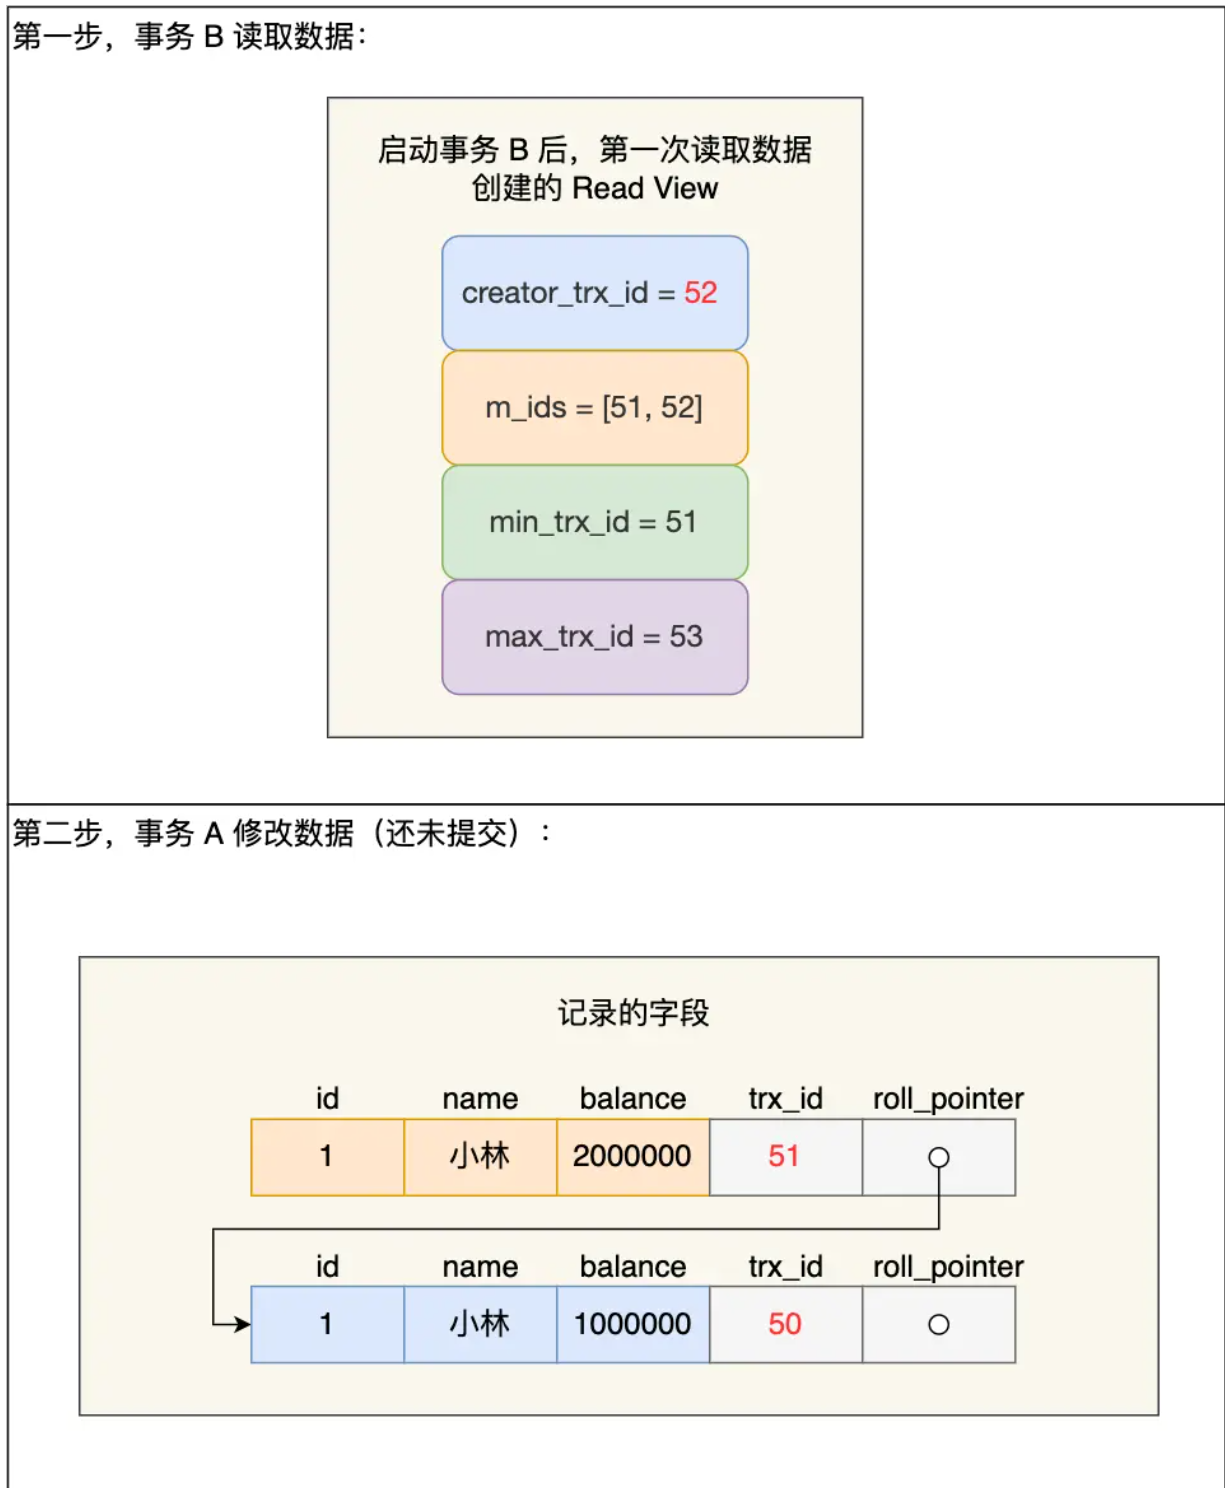 第一步，事务 B 读取数据：
启动事务 B 后，第一次读取数据
创建的 Read View
creator_trx_id = 52
m_ids = [51, 52]
min_trx_id = 51
max_trx_id = 53
第二步，事务 A 修改数据（还未提交）：
记录的字段
id name balance trx_id roll_pointer
1 小林 2000000 51
id name balance trx_id roll_pointer
1 小林 1000000 50